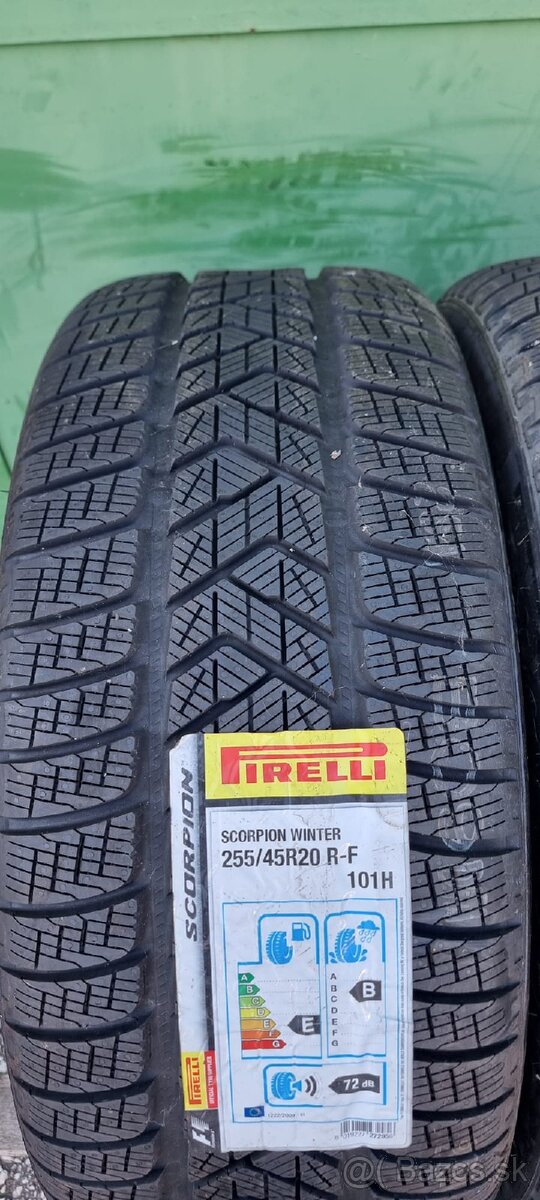 PIRELLI
SCORPION WINTER
255/45R20 R-F
101H
SCORPION
A
B
C
D
E
F
G
E
A
B
C
D
E
F
G
B
72 dB
PIRELLI
@Bazos.sk